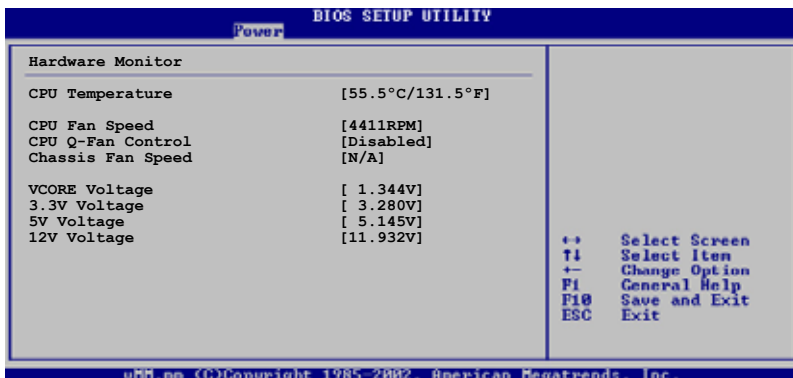 BIOS SETUP UTILITY
Power
Hardware Monitor
CPU Temperature [55.5°C/131.5°F]
CPU Fan Speed [4411RPM]
CPU Q-Fan Control [Disabled]
Chassis Fan Speed [N/A]
VCORE Voltage [ 1.344V]
3.3V Voltage [ 3.280V]
5V Voltage [ 5.145V]
12V Voltage [11.932V]
↔ Select Screen
↑↓ Select Item
+- Change Option
F1 General Help
F10 Save and Exit
ESC Exit
(C)Copyright 1985-2002, American Megatrends, Inc.